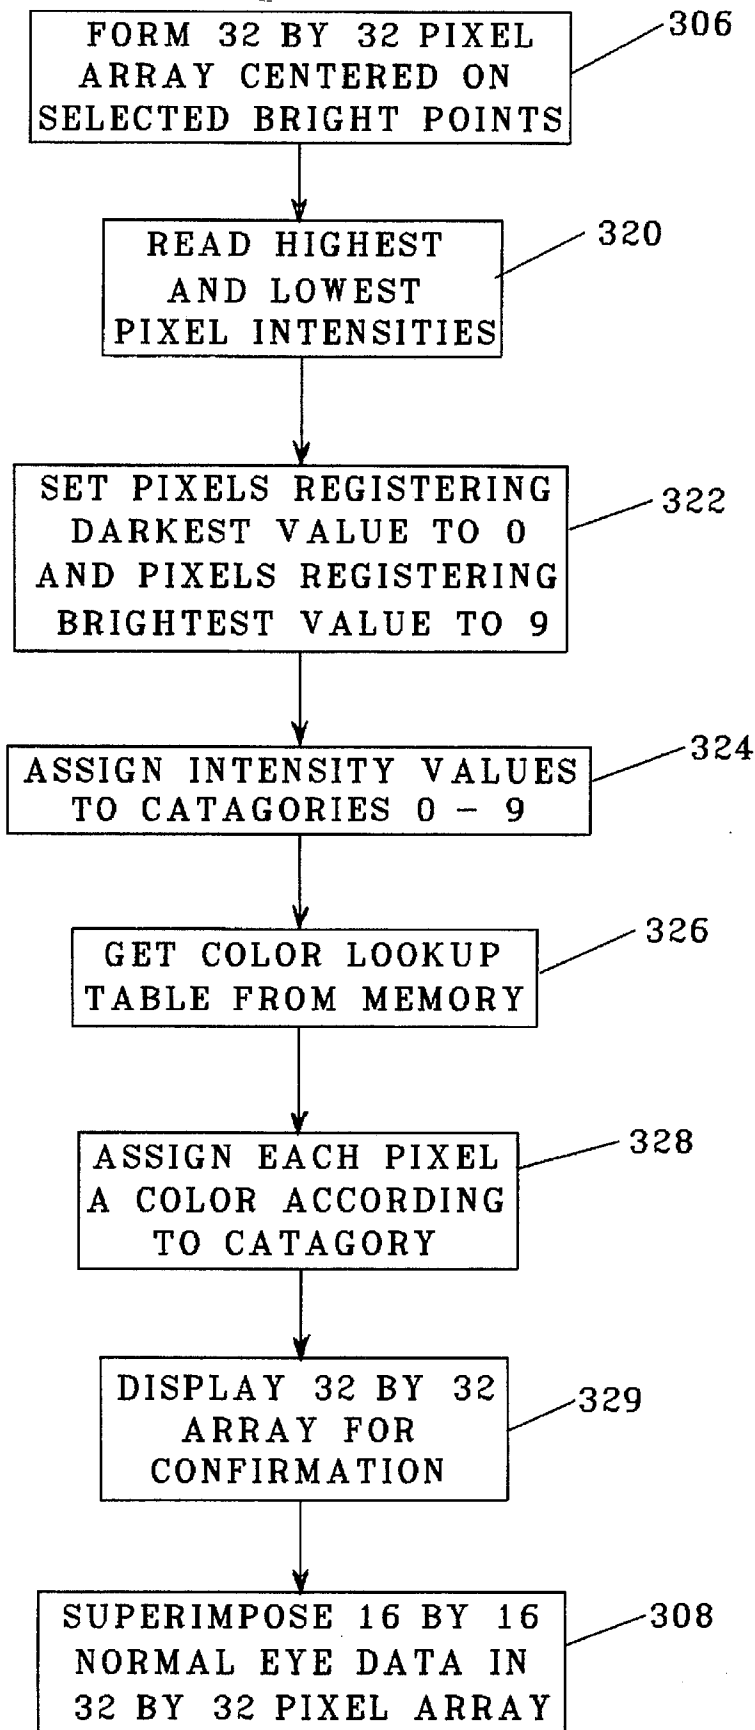 FORM 32 BY 32 PIXEL
ARRAY CENTERED ON
SELECTED BRIGHT POINTS
306
READ HIGHEST
AND LOWEST
PIXEL INTENSITIES
320
SET PIXELS REGISTERING
DARKEST VALUE TO 0
AND PIXELS REGISTERING
BRIGHTEST VALUE TO 9
322
ASSIGN INTENSITY VALUES
TO CATAGORIES 0 – 9
324
GET COLOR LOOKUP
TABLE FROM MEMORY
326
ASSIGN EACH PIXEL
A COLOR ACCORDING
TO CATAGORY
328
DISPLAY 32 BY 32
ARRAY FOR
CONFIRMATION
329
SUPERIMPOSE 16 BY 16
NORMAL EYE DATA IN
32 BY 32 PIXEL ARRAY
308